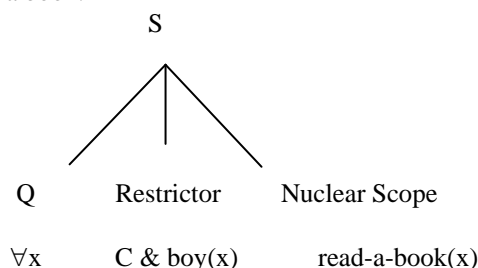 S
Q Restrictor Nuclear Scope
∀x C & boy(x) read-a-book(x)